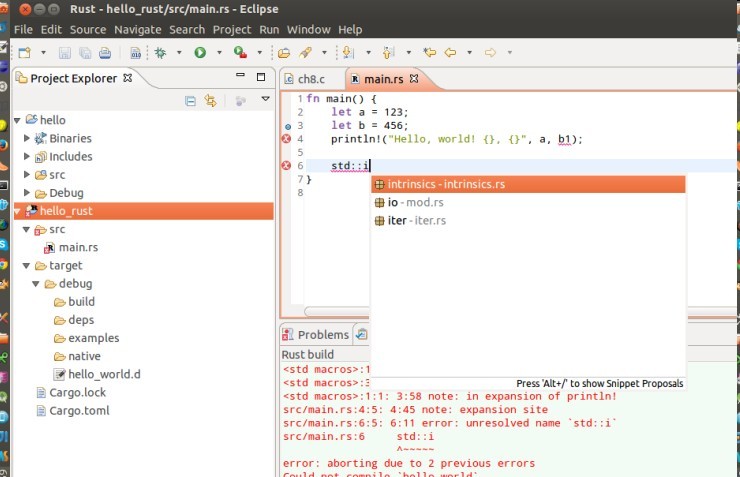 Rust - hello_rust/src/main.rs - Eclipse
File Edit Source Navigate Search Project Run Window Help
Project Explorer
hello
Binaries
Includes
src
Debug
hello_rust
src
main.rs
target
debug
build
deps
examples
native
hello_world.d
Cargo.lock
Cargo.toml
ch8.c
main.rs
1 fn main() {
2 let a = 123;
3 let b = 456;
4 println!("Hello, world! {}, {}", a, b1);
5
6 std::i
7 }
8
intrinsics - intrinsics.rs
io - mod.rs
iter - iter.rs
Press 'Alt+/' to show Snippet Proposals
Problems
Rust build
<std macros>:1
<std macros>:3
<std macros>:1:1: 3:58 note: in expansion of println!
src/main.rs:4:5: 4:45 note: expansion site
src/main.rs:6:5: 6:11 error: unresolved name `std::i`
src/main.rs:6 std::i
^~~~~~
error: aborting due to 2 previous errors
Could not compile `hello_world`.